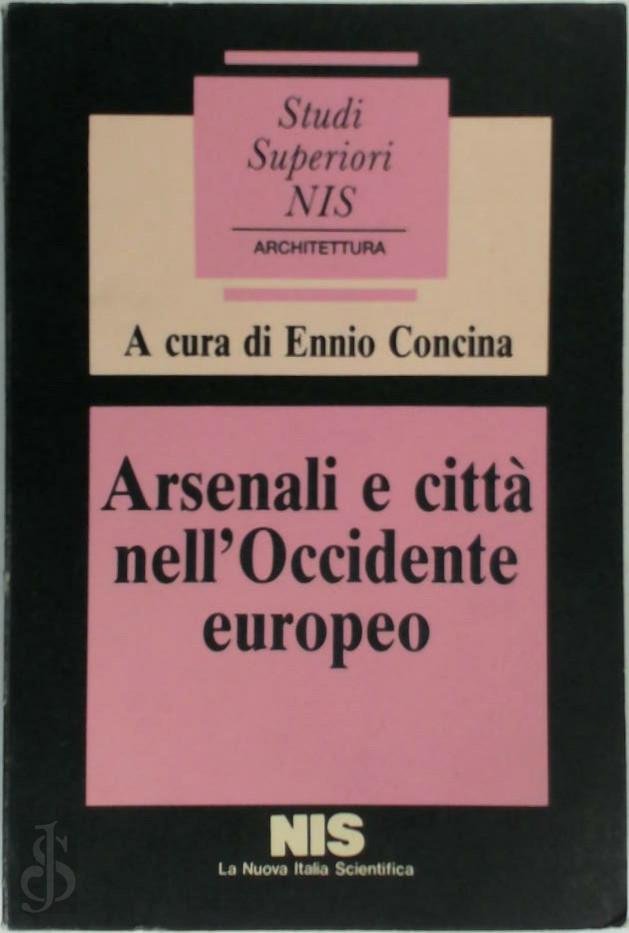 Studi
Superiori
NIS
ARCHITETTURA
A cura di Ennio Concina
Arsenali e città
nell'Occidente
europeo
NIS
La Nuova Italia Scientifica